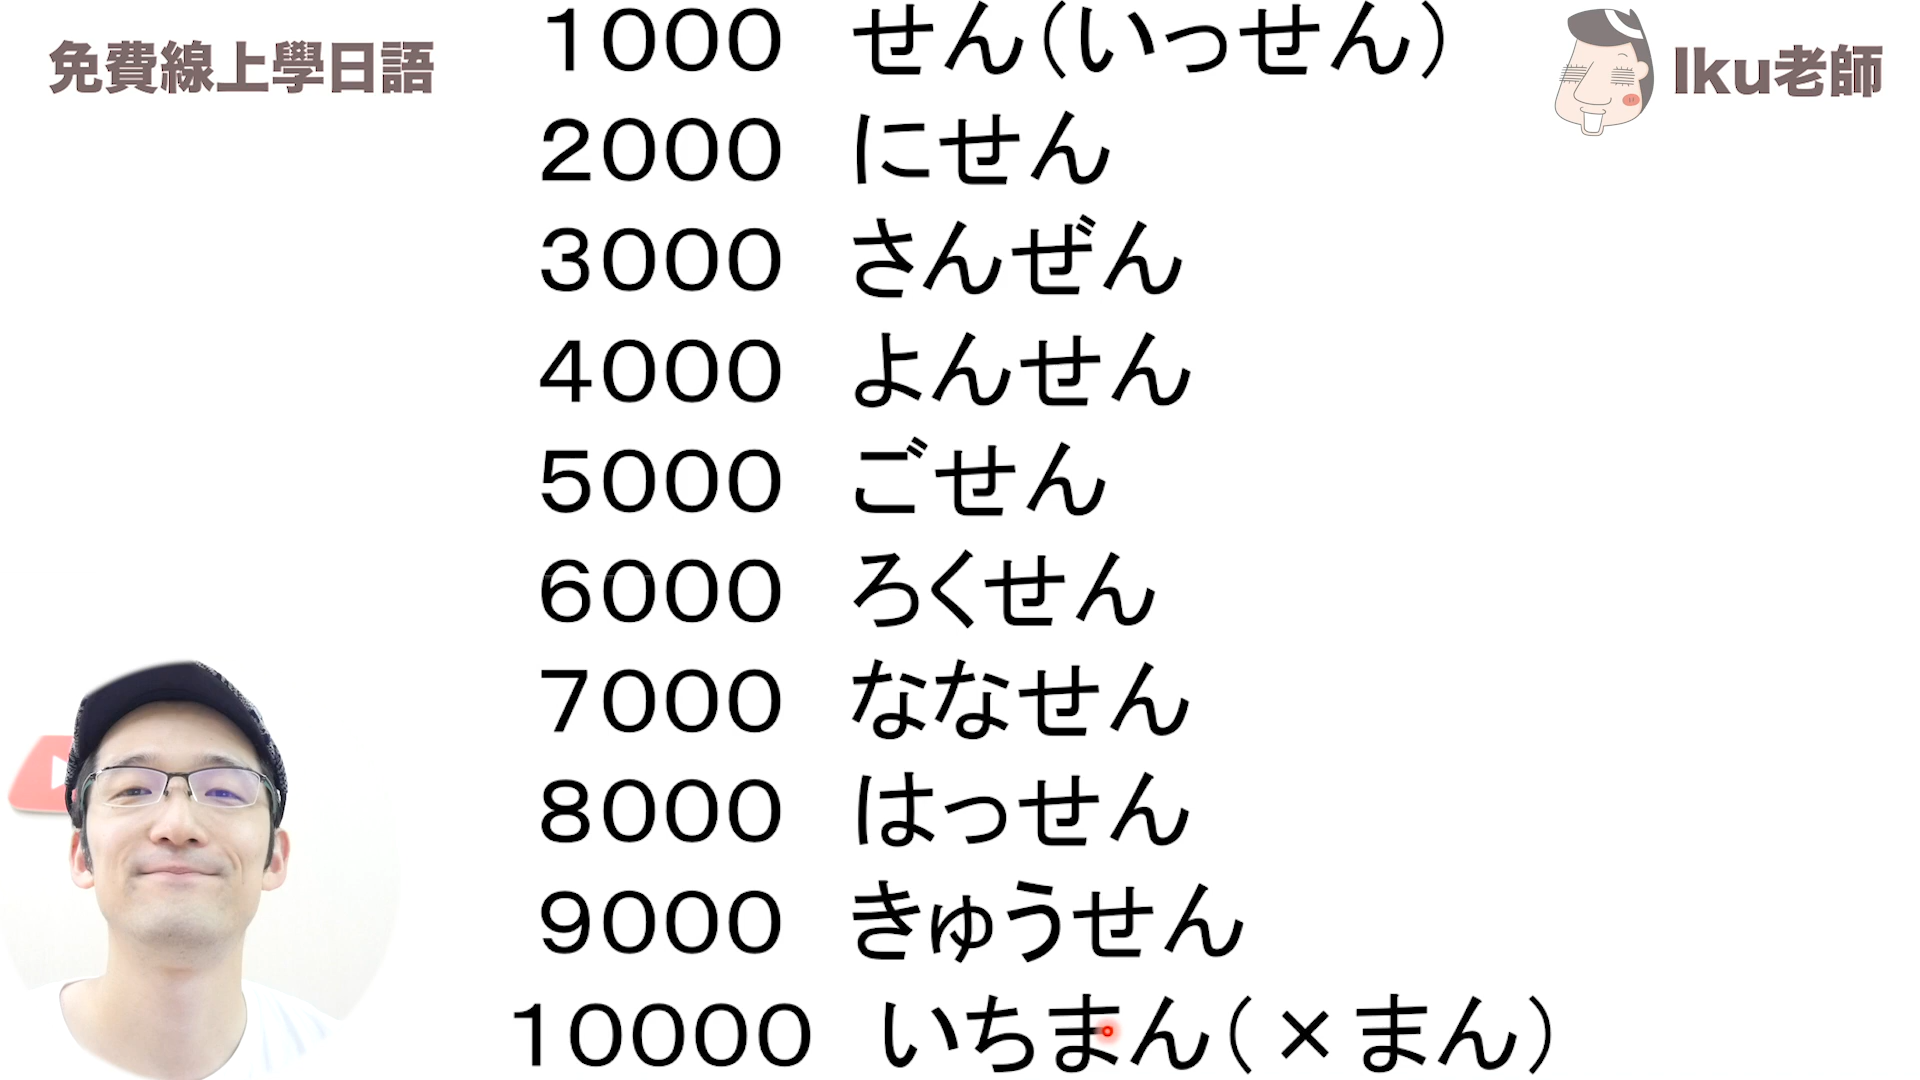 免費線上學日語
Iku老師
1000 せん(いっせん)
2000 にせん
3000 さんぜん
4000 よんせん
5000 ごせん
6000 ろくせん
7000 ななせん
8000 はっせん
9000 きゅうせん
10000 いちまん(×まん)